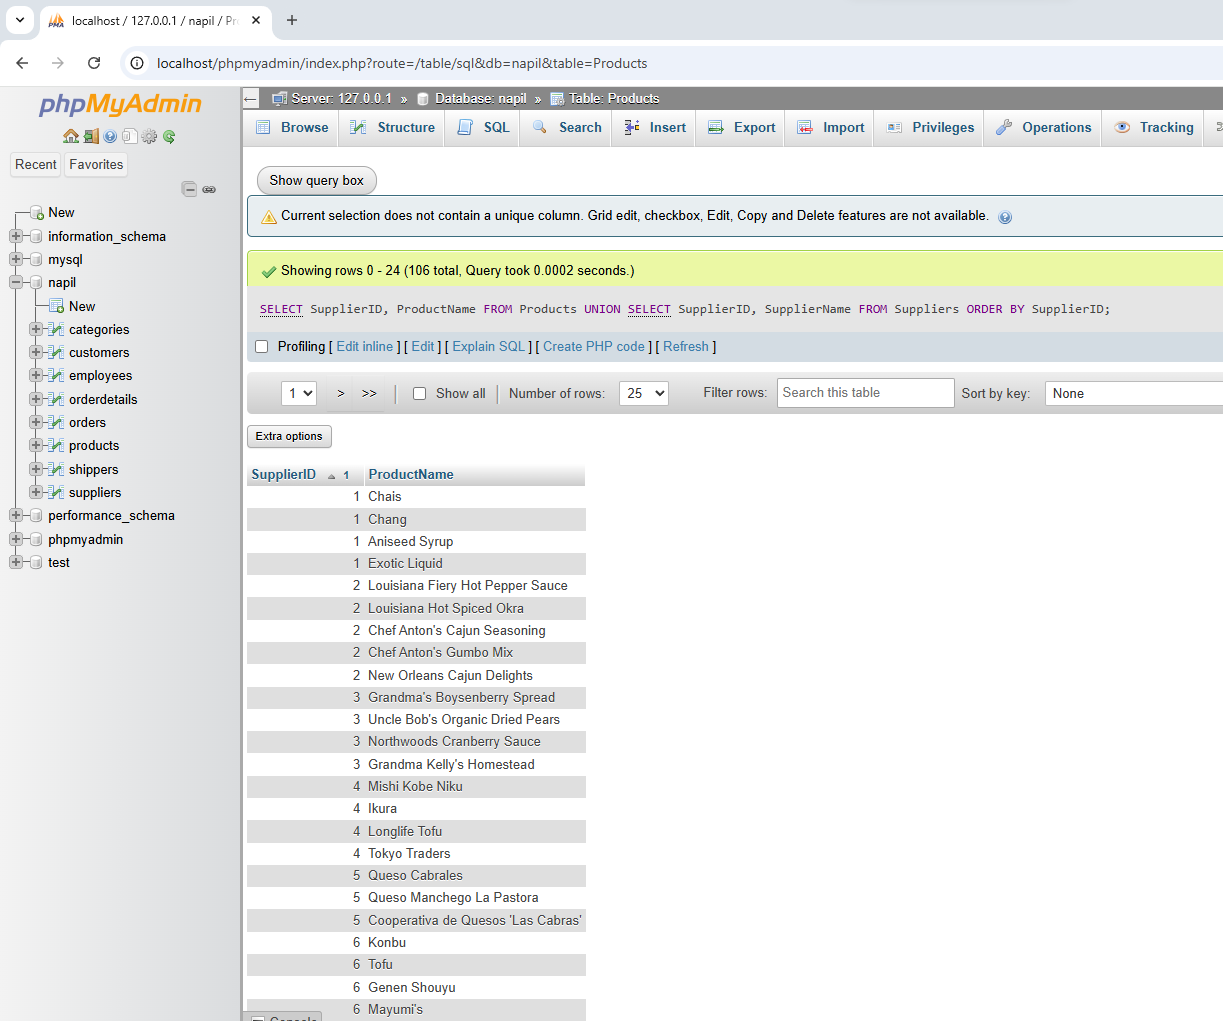 localhost / 127.0.0.1 / napil / Pr
localhost/phpmyadmin/index.php?route=/table/sql&db=napil&table=Products
phpMyAdmin
Recent Favorites
New
information_schema
mysql
napil
New
categories
customers
employees
orderdetails
orders
products
shippers
suppliers
performance_schema
phpmyadmin
test
Server: 127.0.0.1 » Database: napil » Table: Products
Browse Structure SQL Search Insert Export Import Privileges Operations Tracking
Show query box
Current selection does not contain a unique column. Grid edit, checkbox, Edit, Copy and Delete features are not available.
Showing rows 0 - 24 (106 total, Query took 0.0002 seconds.)
SELECT SupplierID, ProductName FROM Products UNION SELECT SupplierID, SupplierName FROM Suppliers ORDER BY SupplierID;
Profiling [ Edit inline ] [ Edit ] [ Explain SQL ] [ Create PHP code ] [ Refresh ]
1 > >> Show all Number of rows: 25 Filter rows: Search this table Sort by key: None
Extra options
SupplierID 1 ProductName
1 Chais
1 Chang
1 Aniseed Syrup
1 Exotic Liquid
2 Louisiana Fiery Hot Pepper Sauce
2 Louisiana Hot Spiced Okra
2 Chef Anton's Cajun Seasoning
2 Chef Anton's Gumbo Mix
2 New Orleans Cajun Delights
3 Grandma's Boysenberry Spread
3 Uncle Bob's Organic Dried Pears
3 Northwoods Cranberry Sauce
3 Grandma Kelly's Homestead
4 Mishi Kobe Niku
4 Ikura
4 Longlife Tofu
4 Tokyo Traders
5 Queso Cabrales
5 Queso Manchego La Pastora
5 Cooperativa de Quesos 'Las Cabras'
6 Konbu
6 Tofu
6 Genen Shouyu
6 Mayumi's
Console